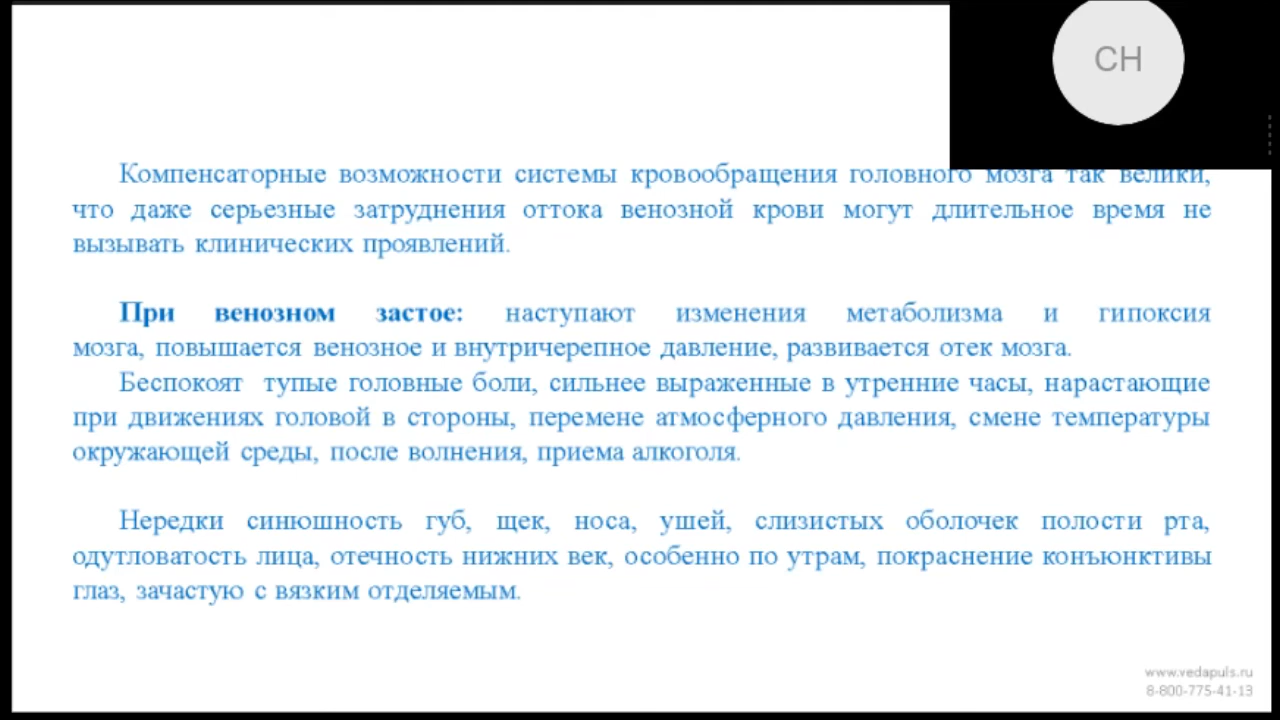 СН
Компенсаторные возможности системы кровообращения головного мозга так велики,
что даже серьезные затруднения оттока венозной крови могут длительное время не
вызывать клинических проявлений.
При венозном застое: наступают изменения метаболизма и гипоксия
мозга, повышается венозное и внутричерепное давление, развивается отек мозга.
Беспокоят тупые головные боли, сильнее выраженные в утренние часы, нарастающие
при движениях головой в стороны, перемене атмосферного давления, смене температуры
окружающей среды, после волнения, приема алкоголя.
Нередки синюшность губ, щек, носа, ушей, слизистых оболочек полости рта,
одутловатость лица, отечность нижних век, особенно по утрам, покраснение конъюнктивы
глаз, зачастую с вязким отделяемым.
www.vedapuls.ru
8-800-775-41-13